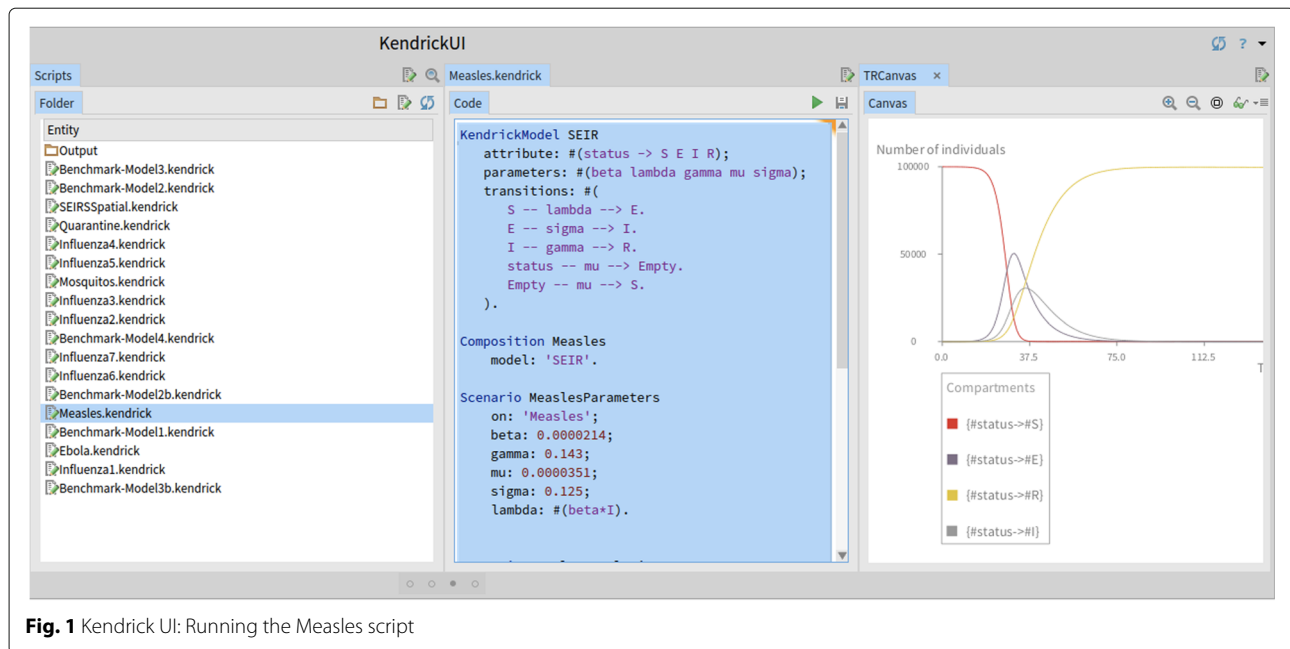 KendrickUI
Scripts
Folder
Entity
Output
Benchmark-Model3.kendrick
Benchmark-Model2.kendrick
SEIRSSpatial.kendrick
Quarantine.kendrick
Influenza4.kendrick
Influenza5.kendrick
Mosquitos.kendrick
Influenza3.kendrick
Influenza2.kendrick
Benchmark-Model4.kendrick
Influenza7.kendrick
Influenza6.kendrick
Benchmark-Model2b.kendrick
Measles.kendrick
Benchmark-Model1.kendrick
Ebola.kendrick
Influenza1.kendrick
Benchmark-Model3b.kendrick
Measles.kendrick
Code
KendrickModel SEIR
attribute: #(status -> S E I R);
parameters: #(beta lambda gamma mu sigma);
transitions: #(
S -- lambda --> E.
E -- sigma --> I.
I -- gamma --> R.
status -- mu --> Empty.
Empty -- mu --> S.
).
Composition Measles
model: 'SEIR'.
Scenario MeaslesParameters
on: 'Measles';
beta: 0.0000214;
gamma: 0.143;
mu: 0.0000351;
sigma: 0.125;
lambda: #(beta*I).
TRCanvas ×
?
Canvas
Number of individuals
100000
50000
0
0.0 37.5 75.0 112.5
T
Compartments
{#status->#S}
{#status->#E}
{#status->#R}
{#status->#I}
Fig. 1 Kendrick UI: Running the Measles script